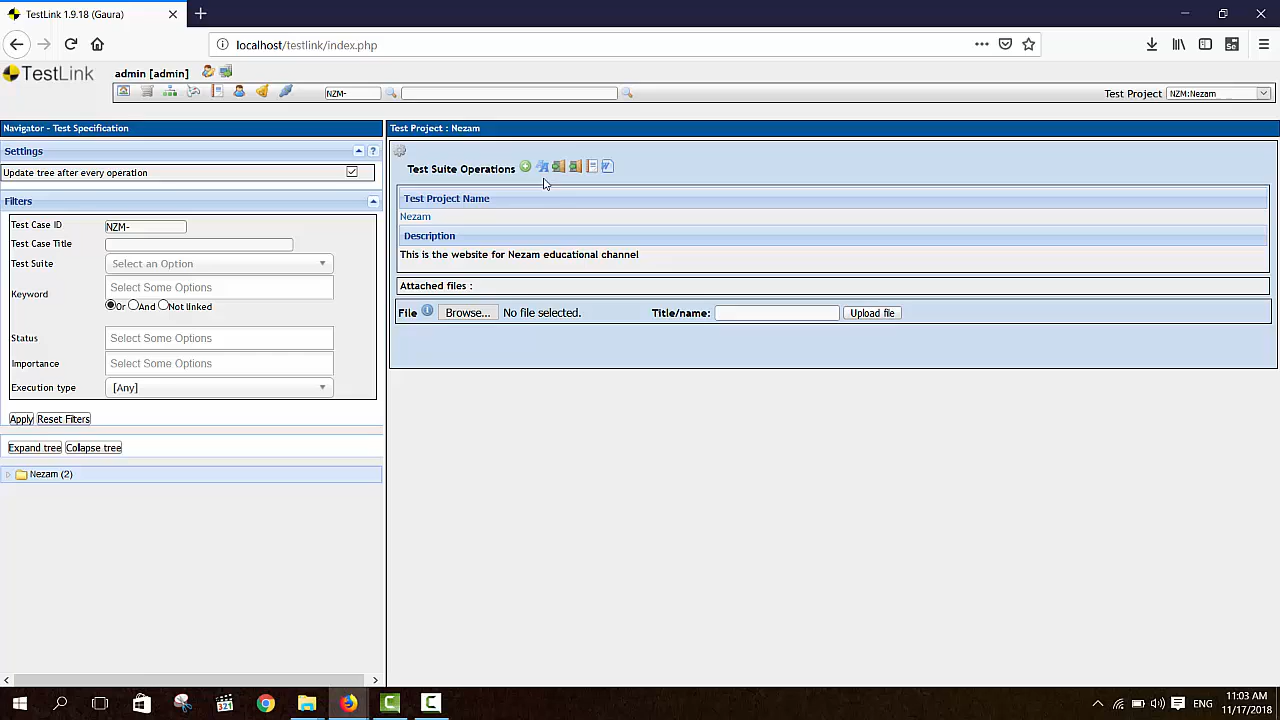 TestLink 1.9.18 (Gaura)
localhost/testlink/index.php
TestLink
admin [admin]
NZM-
Test Project
NZM:Nezam
Navigator - Test Specification
Test Project : Nezam
Settings
?
Update tree after every operation
Test Suite Operations
Filters
Test Project Name
Nezam
Description
This is the website for Nezam educational channel
Attached files :
File
Browse...
No file selected.
Title/name:
Upload file
Test Case ID
NZM-
Test Case Title
Test Suite
Select an Option
Keyword
Select Some Options
Or
And
Not linked
Status
Select Some Options
Importance
Select Some Options
Execution type
[Any]
Apply
Reset Filters
Expand tree
Collapse tree
Nezam (2)
321
ENG
11:03 AM
11/17/2018